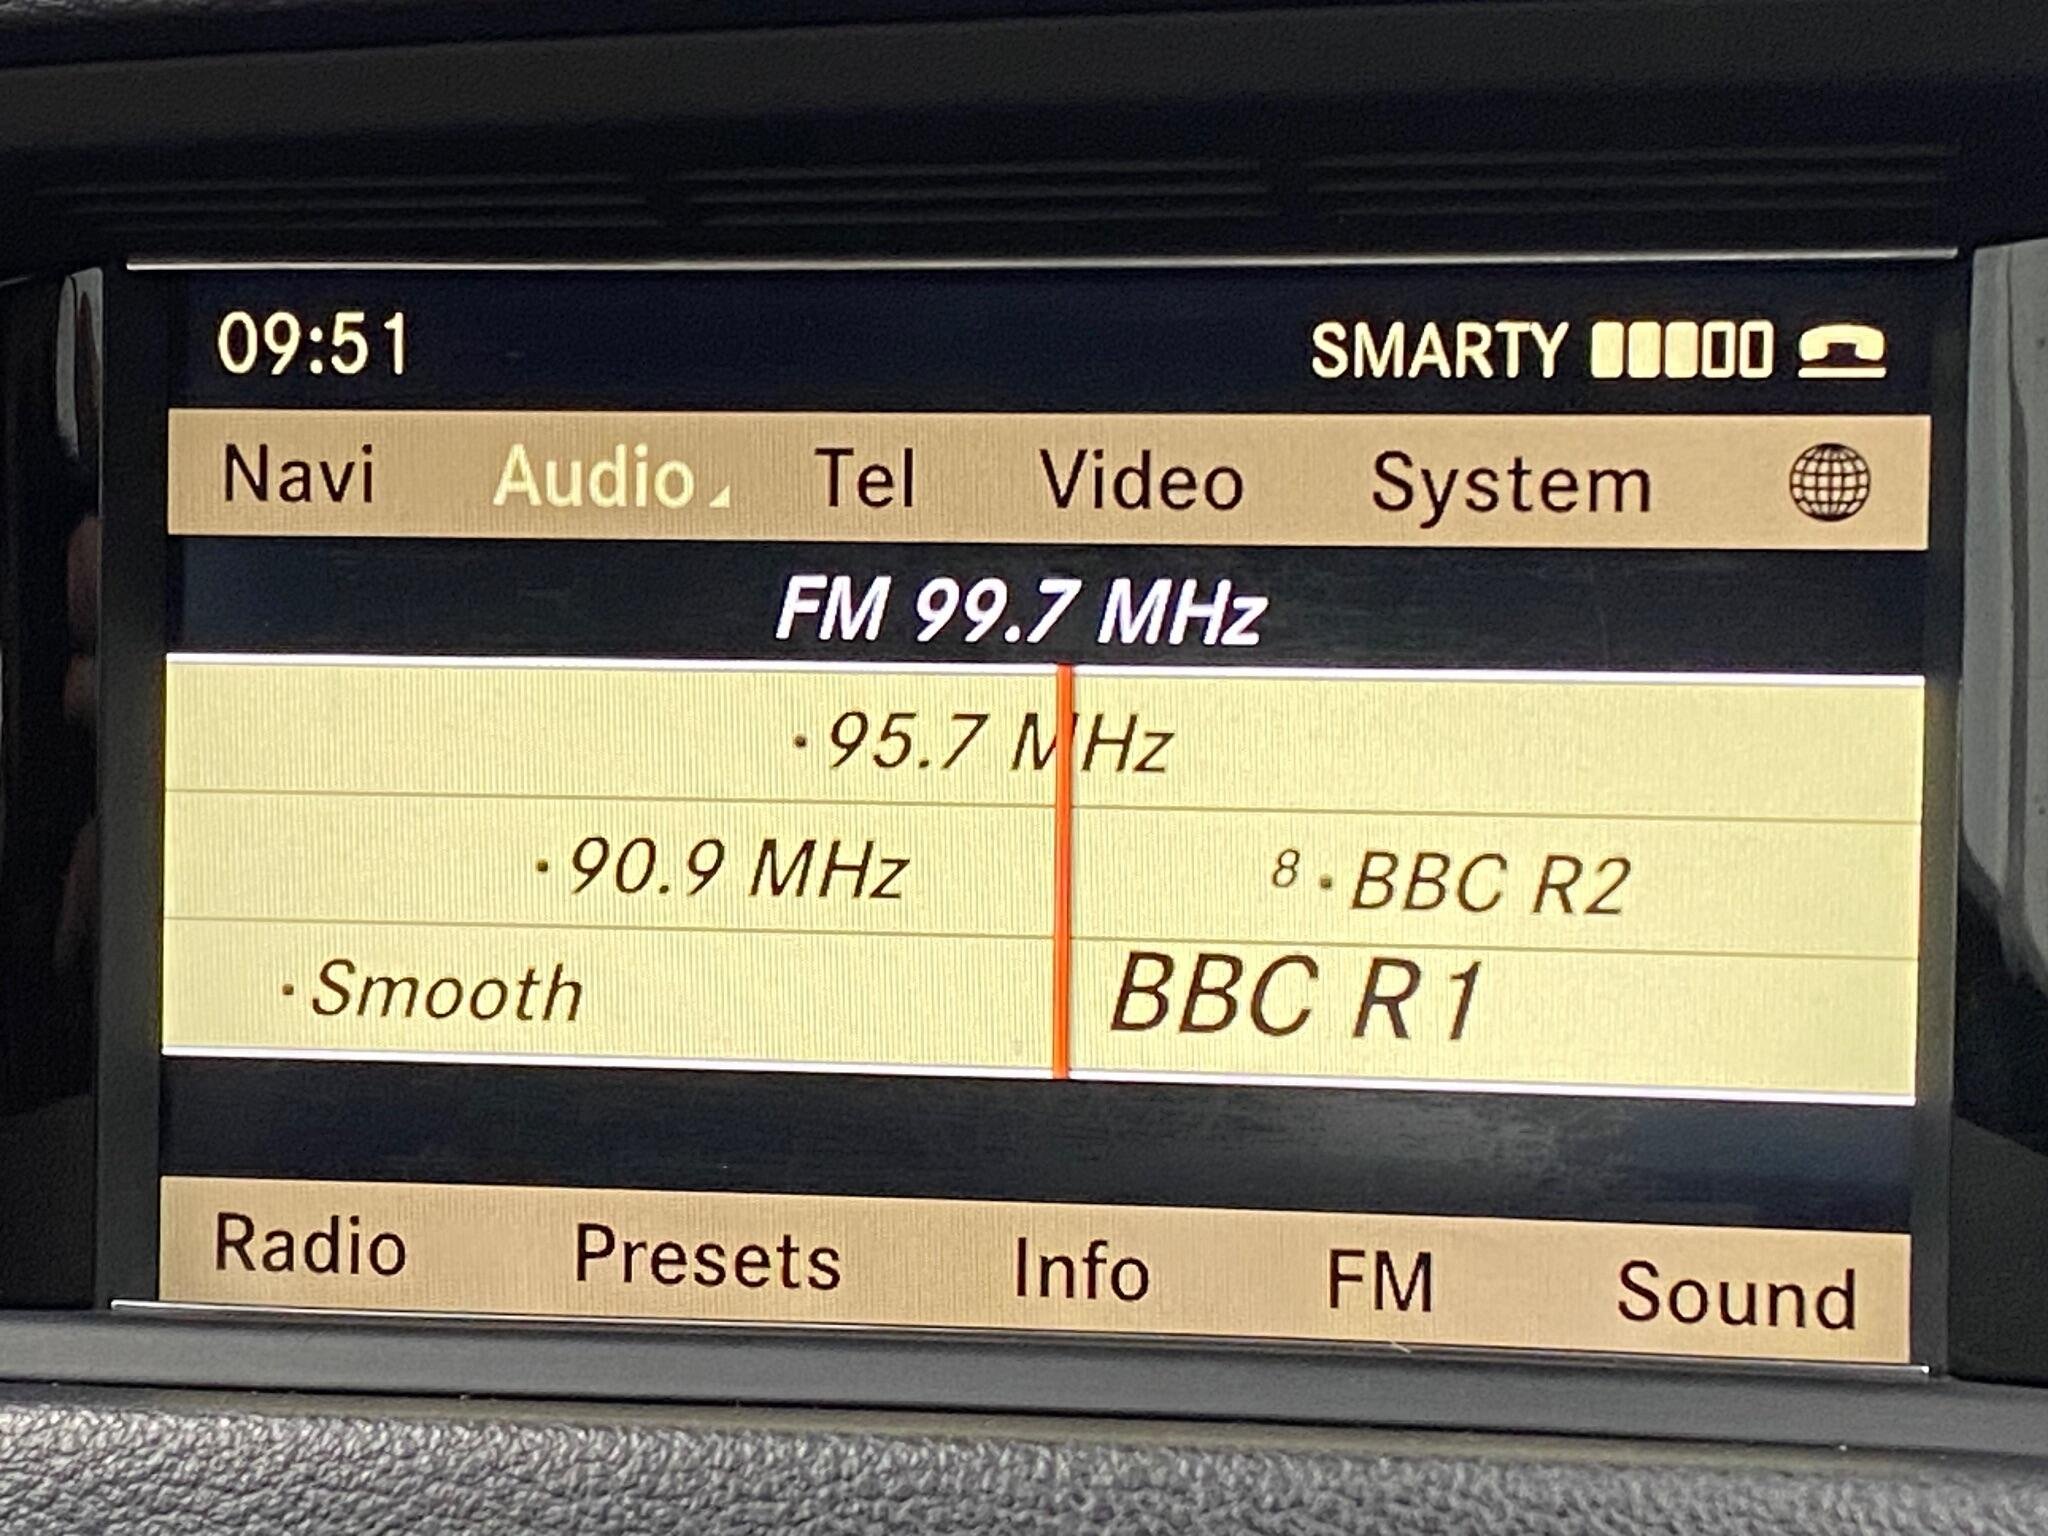 09:51 SMARTY
Navi Audio Tel Video System
FM 99.7 MHz
·95.7 MHz
·90.9 MHz 8·BBC R2
·Smooth BBC R1
Radio Presets Info FM Sound